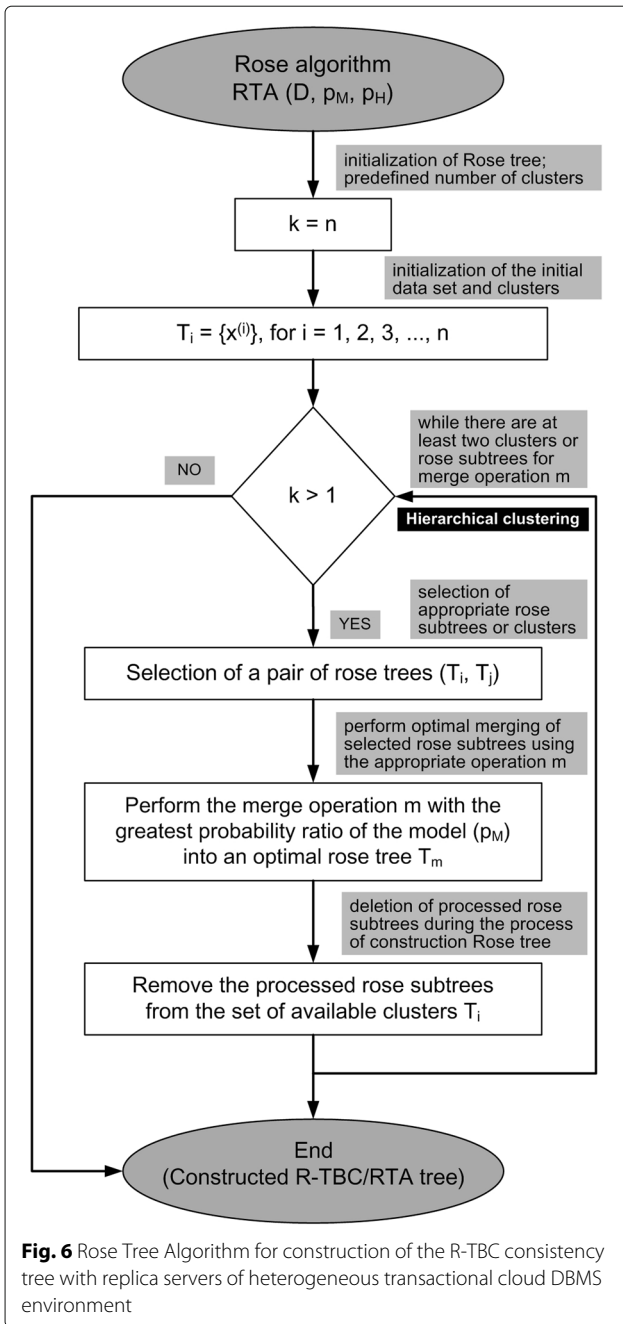 Rose algorithm
RTA (D, pM, pH)
initialization of Rose tree;
predefined number of clusters
k = n
initialization of the initial
data set and clusters
Ti = {x(i)}, for i = 1, 2, 3, ..., n
while there are at
least two clusters or
rose subtrees for
merge operation m
NO
k > 1
Hierarchical clustering
selection of
appropriate rose
subtrees or clusters
YES
Selection of a pair of rose trees (Ti, Tj)
perform optimal merging of
selected rose subtrees using
the appropriate operation m
Perform the merge operation m with the
greatest probability ratio of the model (pM)
into an optimal rose tree Tm
deletion of processed rose
subtrees during the process
of construction Rose tree
Remove the processed rose subtrees
from the set of available clusters Ti
End
(Constructed R-TBC/RTA tree)
Fig. 6 Rose Tree Algorithm for construction of the R-TBC consistency
tree with replica servers of heterogeneous transactional cloud DBMS
environment